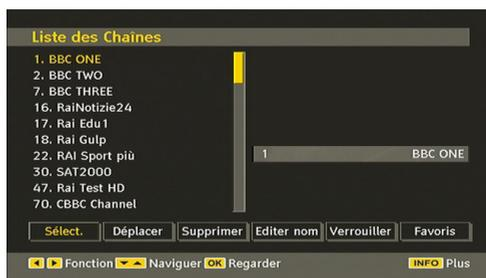 Liste des Chaînes
1. BBC ONE
2. BBC TWO
7. BBC THREE
16. RaiNotizie24
17. Rai Edu1
18. Rai Gulp
22. RAI Sport più
30. SAT2000
47. Rai Test HD
70. CBBC Channel
1 BBC ONE
Sélect. Déplacer Supprimer Editer nom Verrouiller Favoris
Fonction Naviguer OK Regarder INFO Plus